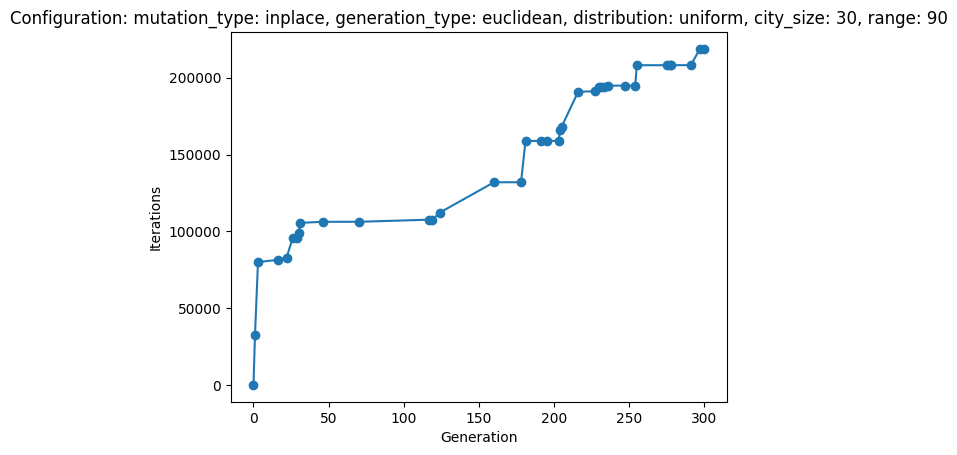 Configuration: mutation_type: inplace, generation_type: euclidean, distribution: uniform, city_size: 30, range: 90
200000
150000
100000
50000
0
Iterations
0 50 100 150 200 250 300
Generation